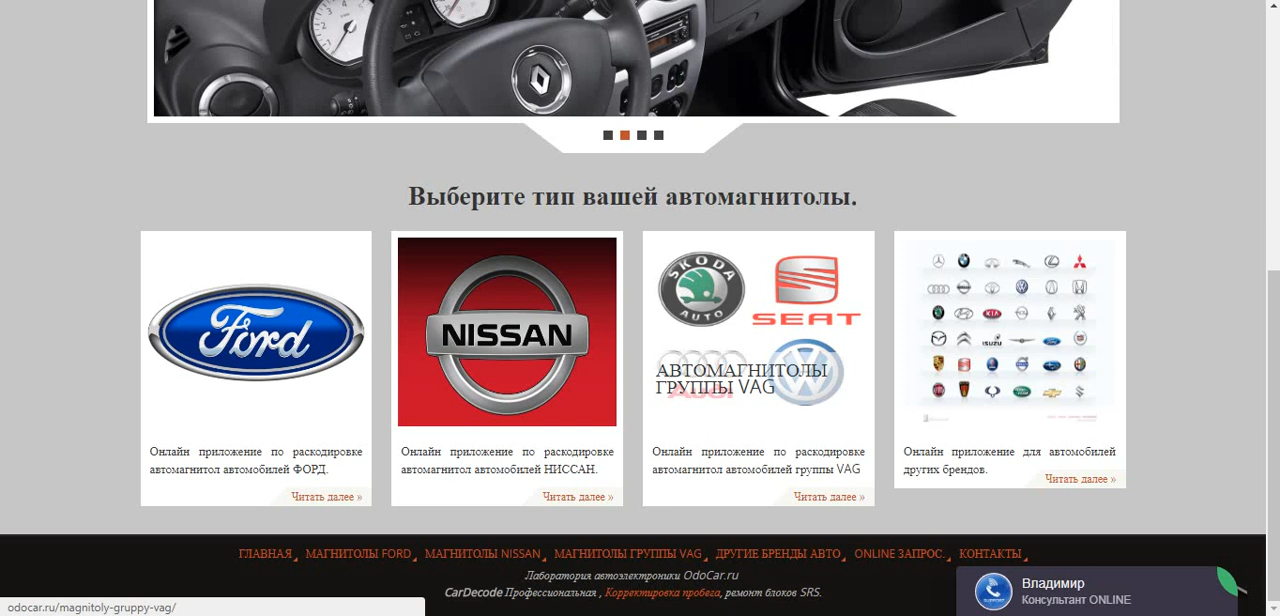 Выберите тип вашей автомагнитолы.
Ford
NISSAN
SKODA
AUTO
SEAT
АВТОМАГНИТОЛЫ
ГРУППЫ VAG
Audi
KIA
ISUZU
Онлайн приложение по раскодировке
автомагнитол автомобилей ФОРД.
Читать далее »
Онлайн приложение по раскодировке
автомагнитол автомобилей НИССАН.
Читать далее »
Онлайн приложение по раскодировке
автомагнитол автомобилей группы VAG
Читать далее »
Онлайн приложение для автомобилей
других брендов.
Читать далее »
ГЛАВНАЯ МАГНИТОЛЫ FORD МАГНИТОЛЫ NISSAN МАГНИТОЛЫ ГРУППЫ VAG ДРУГИЕ БРЕНДЫ АВТО ONLINE ЗАПРОС. КОНТАКТЫ
Лаборатория автоэлектроники OdoCar.ru
CarDecode Профессиональная , Корректировка пробега, ремонт блоков SRS.
SUPPORT
Владимир
Консультант ONLINE
odocar.ru/magnitoly-gruppy-vag/